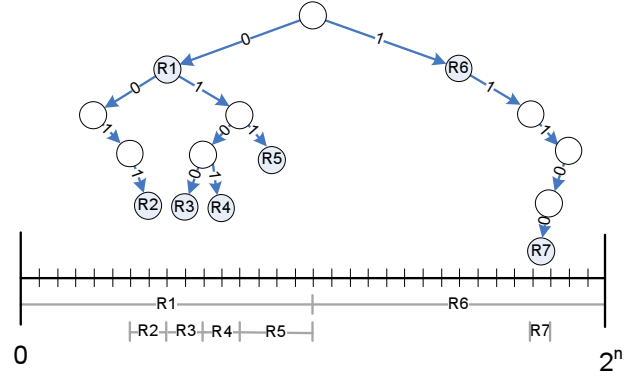 0 1
R1 R6
0 1 1
1 0 1 1
R5
1 0 1 0
R2 R3 R4
0
R7
R1 R6
R2 R3 R4 R5 R7
0 2ⁿ